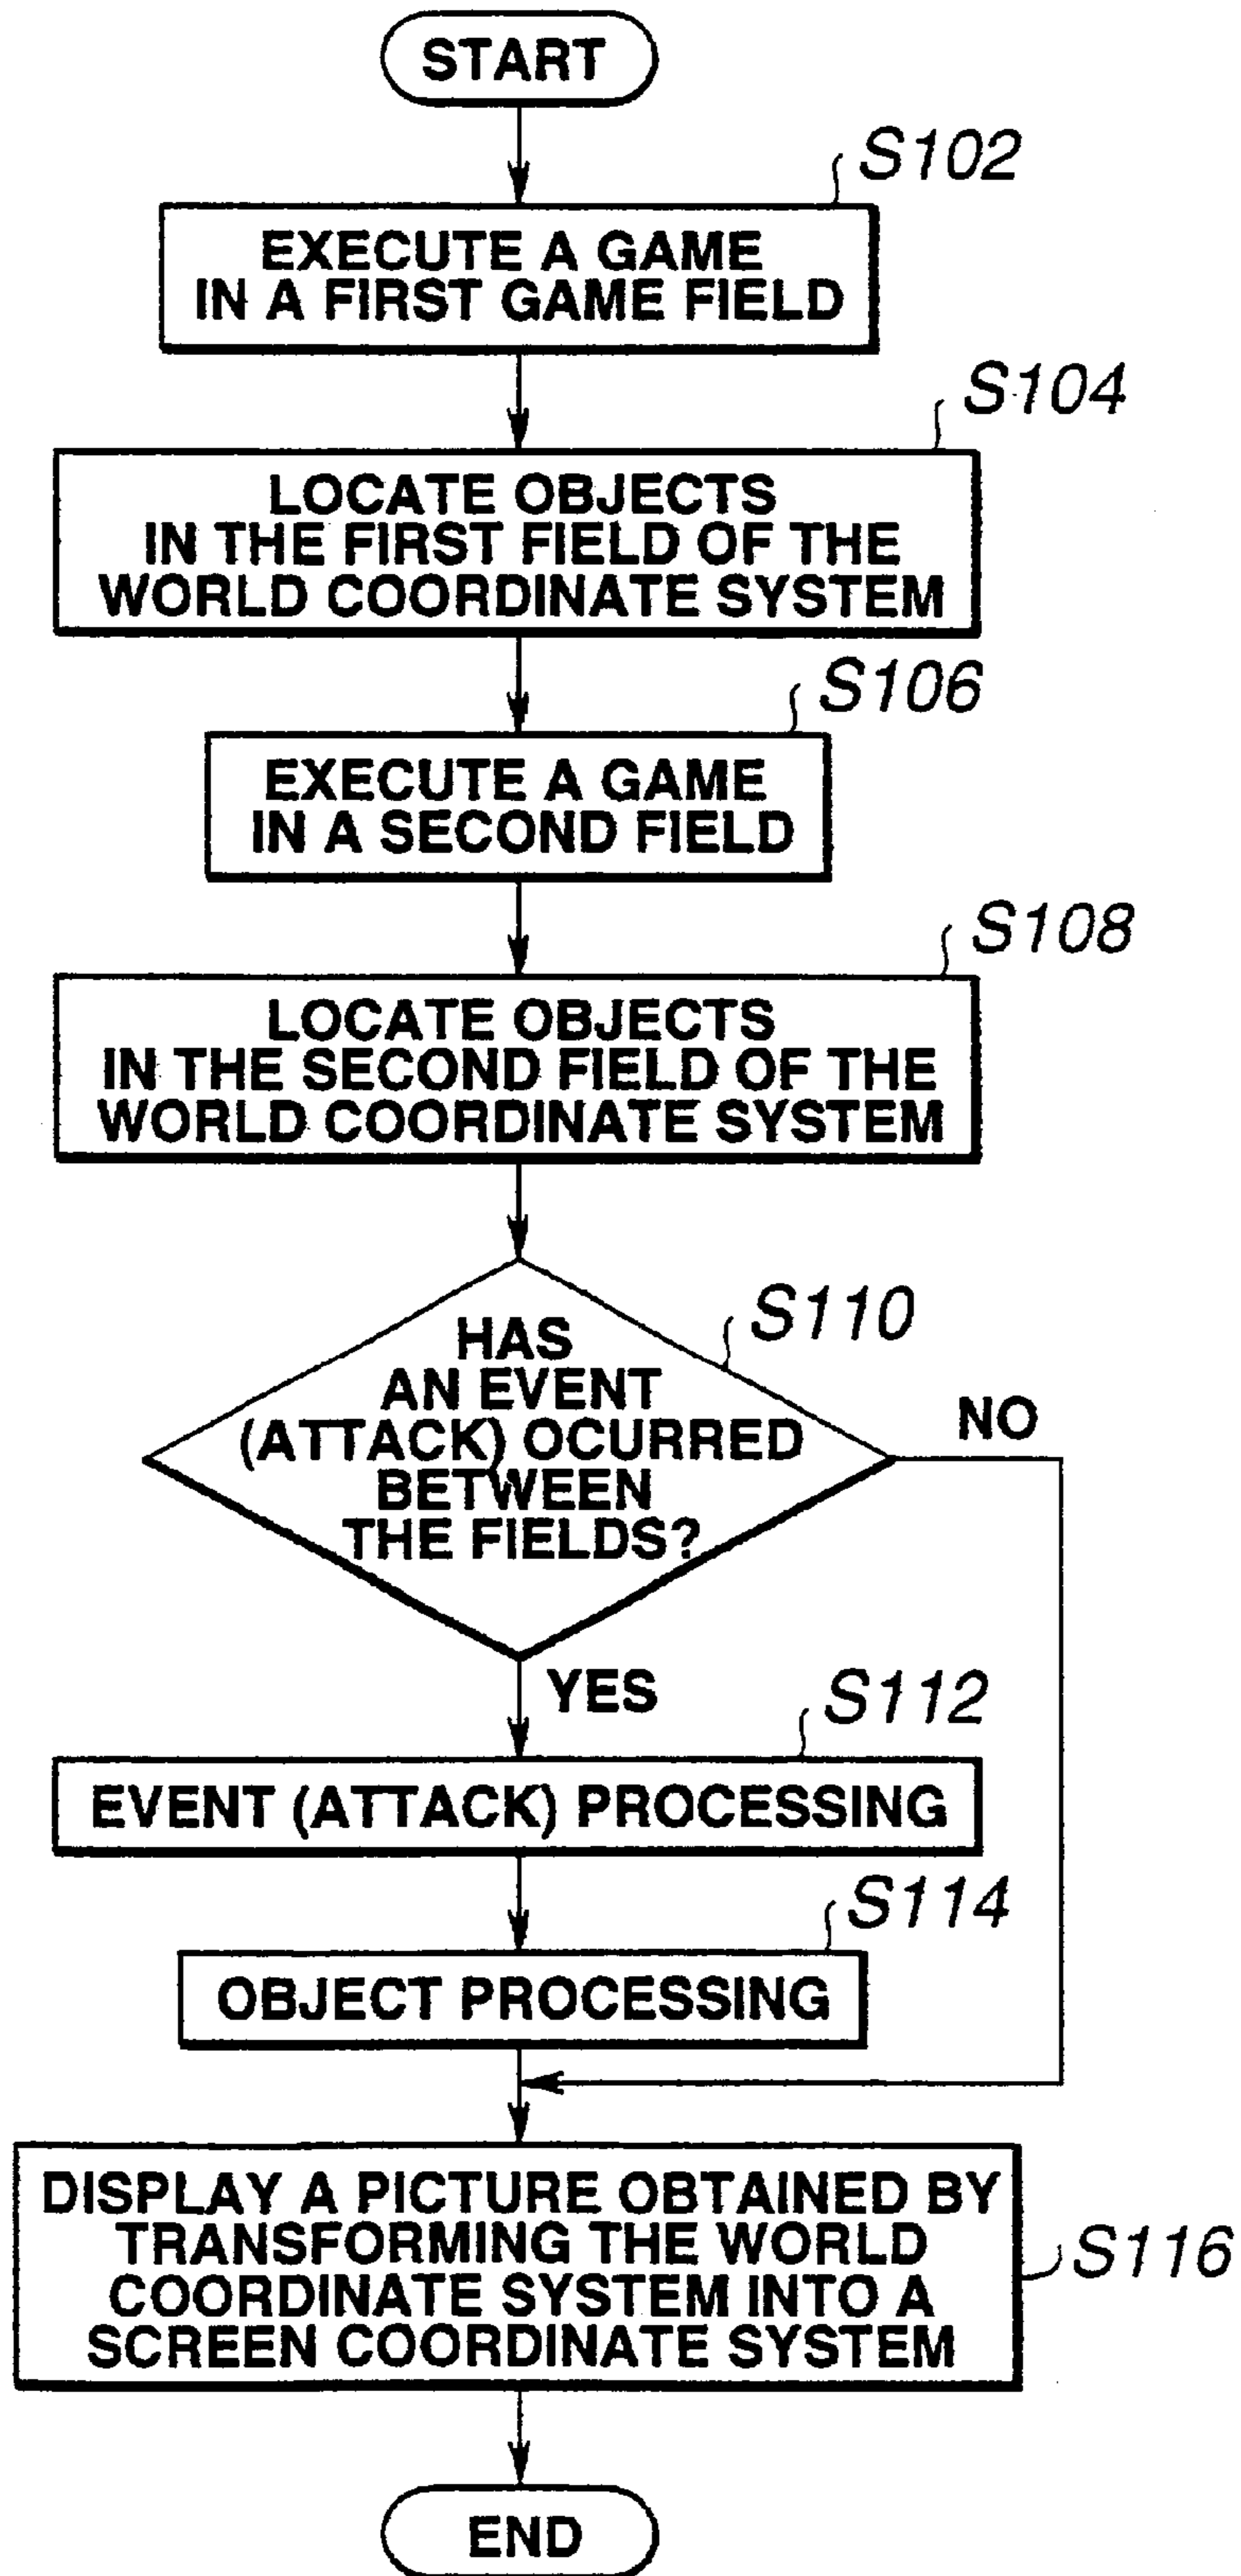 START
S102
EXECUTE A GAME
IN A FIRST GAME FIELD
S104
LOCATE OBJECTS
IN THE FIRST FIELD OF THE
WORLD COORDINATE SYSTEM
S106
EXECUTE A GAME
IN A SECOND FIELD
S108
LOCATE OBJECTS
IN THE SECOND FIELD OF THE
WORLD COORDINATE SYSTEM
S110
HAS
AN EVENT
(ATTACK) OCURRED
BETWEEN
THE FIELDS?
NO
YES
S112
EVENT (ATTACK) PROCESSING
S114
OBJECT PROCESSING
DISPLAY A PICTURE OBTAINED BY
TRANSFORMING THE WORLD
COORDINATE SYSTEM INTO A
SCREEN COORDINATE SYSTEM
S116
END